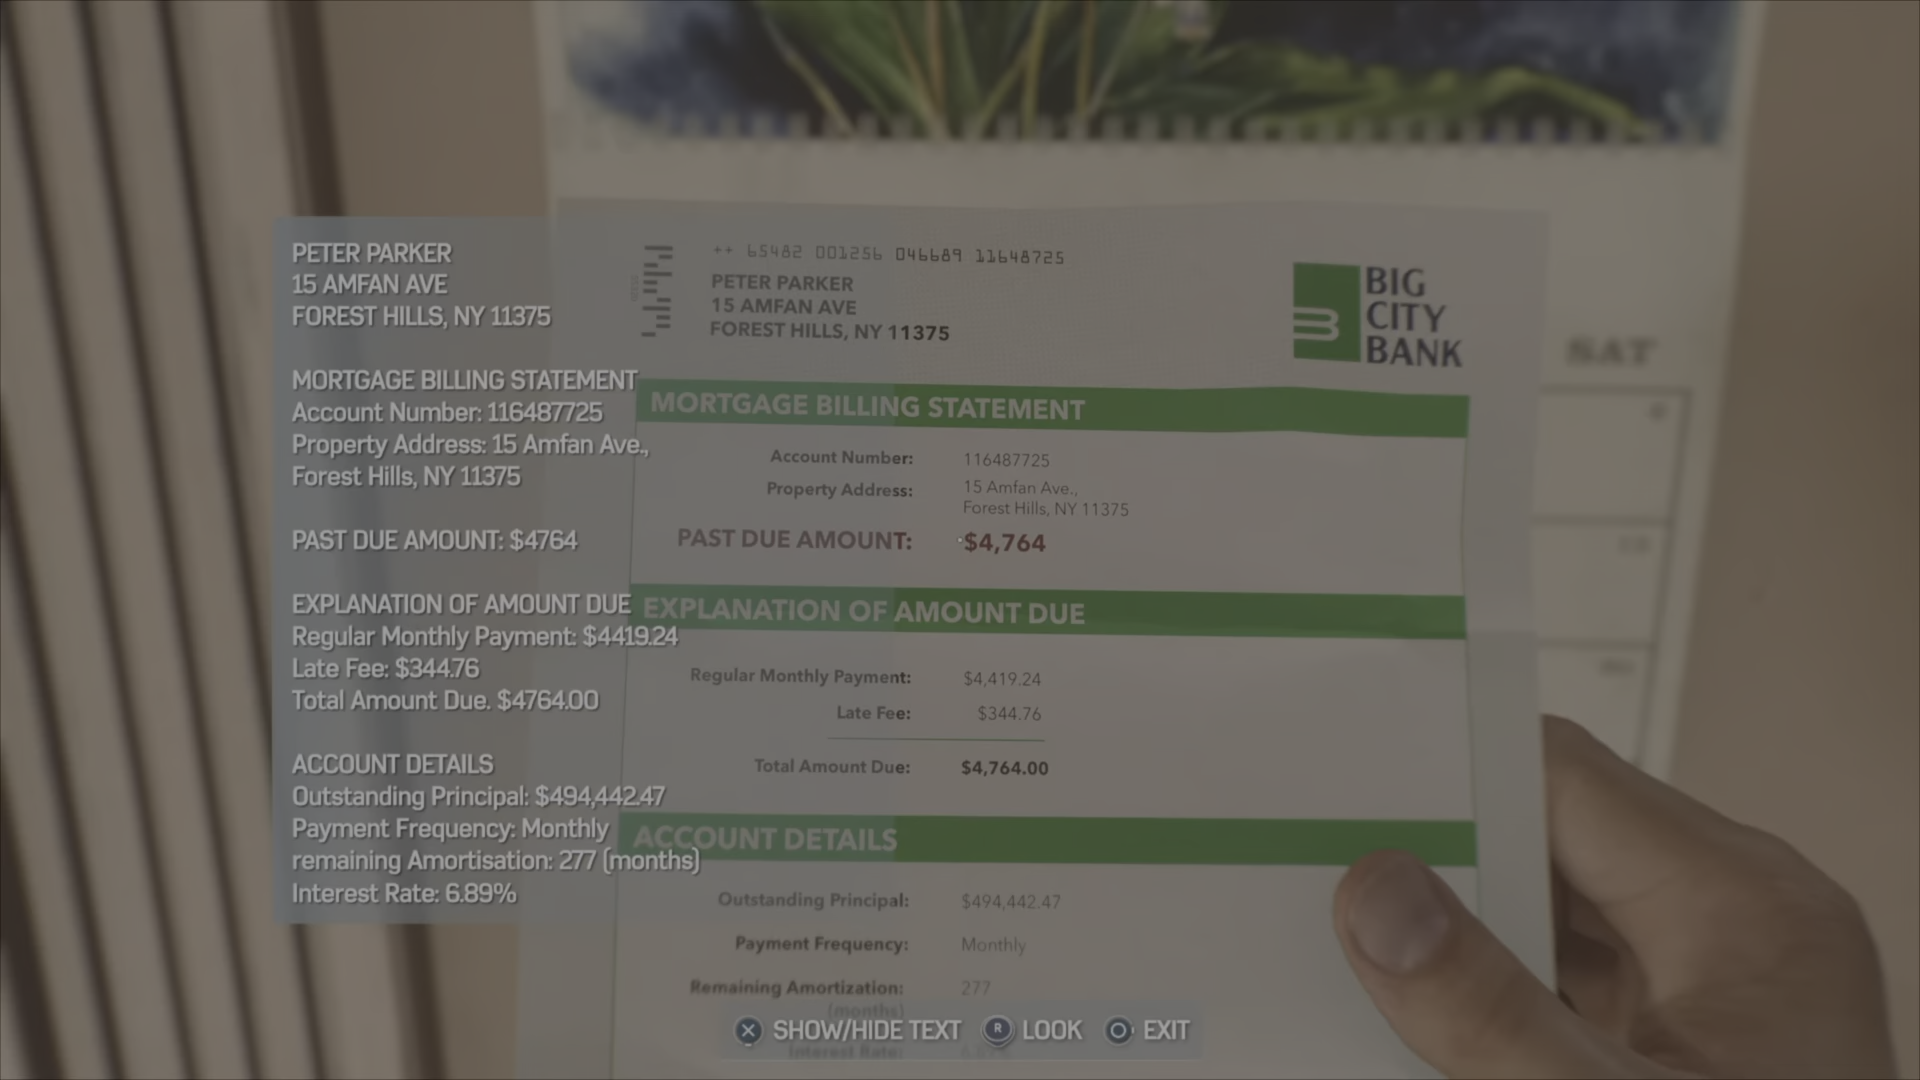 PETER PARKER
15 AMFAN AVE
FOREST HILLS, NY 11375
MORTGAGE BILLING STATEMENT
Account Number: 116487725
Property Address: 15 Amfan Ave.,
Forest Hills, NY 11375
PAST DUE AMOUNT: $4764
EXPLANATION OF AMOUNT DUE
Regular Monthly Payment: $4419.24
Late Fee: $344.76
Total Amount Due. $4764.00
ACCOUNT DETAILS
Outstanding Principal: $494,442.47
Payment Frequency: Monthly
remaining Amortisation: 277 (months)
Interest Rate: 6.89%
++ 65482 001256 046689 11648725
PETER PARKER
15 AMFAN AVE
FOREST HILLS, NY 11375
BIG
CITY
BANK
MORTGAGE BILLING STATEMENT
Account Number: 116487725
Property Address: 15 Amfan Ave.,
Forest Hills, NY 11375
PAST DUE AMOUNT: $4,764
EXPLANATION OF AMOUNT DUE
Regular Monthly Payment: $4,419.24
Late Fee: $344.76
Total Amount Due: $4,764.00
ACCOUNT DETAILS
Outstanding Principal: $494,442.47
Payment Frequency: Monthly
Remaining Amortization: 277
(months)
Interest Rate:
SAT
SHOW/HIDE TEXT
R LOOK
EXIT